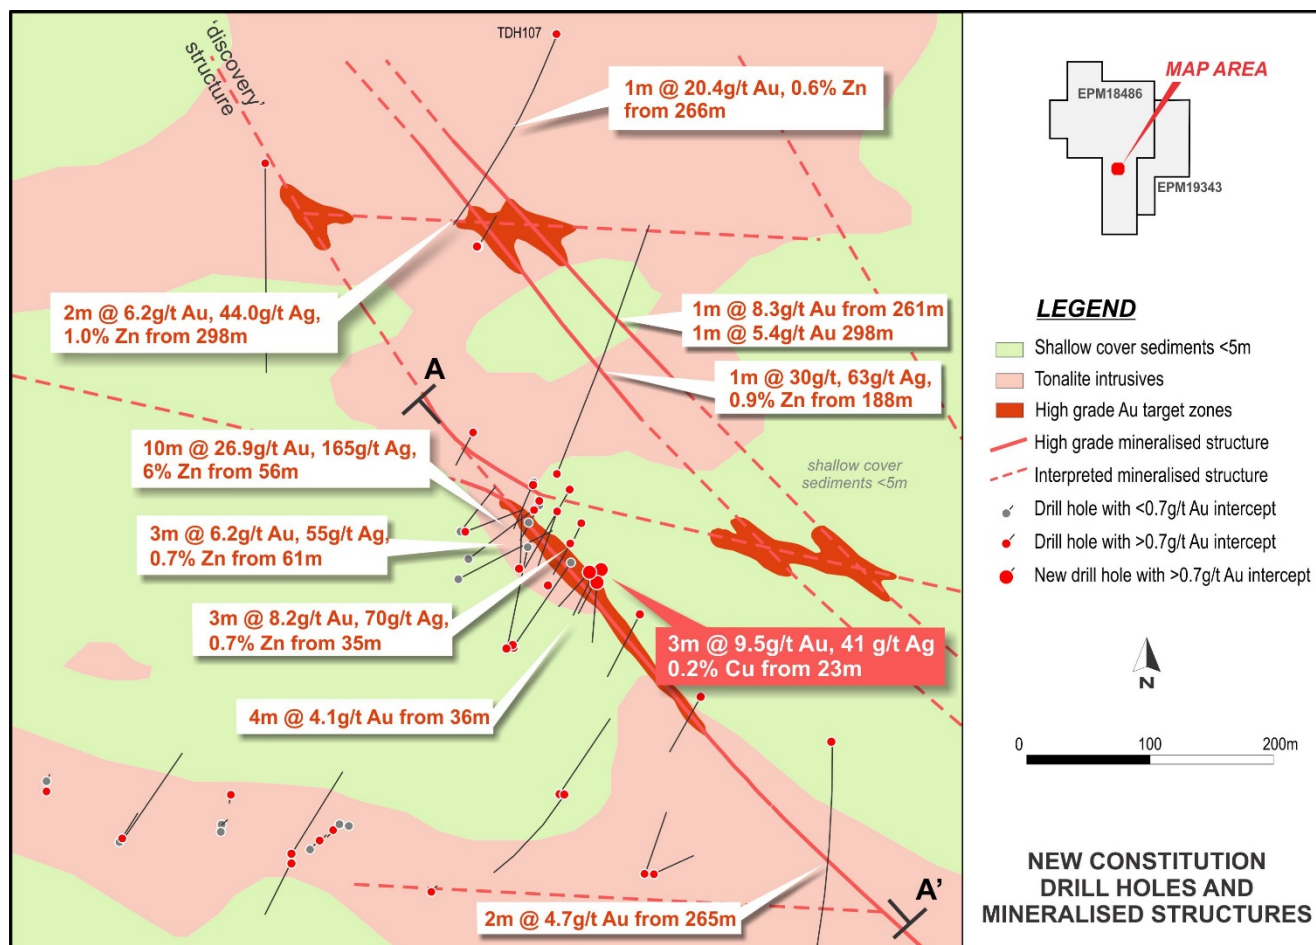 'discovery'
structure
TDH107
1m @ 20.4g/t Au, 0.6% Zn
from 266m
2m @ 6.2g/t Au, 44.0g/t Ag,
1.0% Zn from 298m
1m @ 8.3g/t Au from 261m
1m @ 5.4g/t Au 298m
1m @ 30g/t, 63g/t Ag,
0.9% Zn from 188m
A
10m @ 26.9g/t Au, 165g/t Ag,
6% Zn from 56m
shallow cover
sediments <5m
3m @ 6.2g/t Au, 55g/t Ag,
0.7% Zn from 61m
3m @ 8.2g/t Au, 70g/t Ag,
0.7% Zn from 35m
3m @ 9.5g/t Au, 41 g/t Ag
0.2% Cu from 23m
4m @ 4.1g/t Au from 36m
2m @ 4.7g/t Au from 265m
A'
MAP AREA
EPM18486
EPM19343
LEGEND
Shallow cover sediments <5m
Tonalite intrusives
High grade Au target zones
High grade mineralised structure
Interpreted mineralised structure
Drill hole with <0.7g/t Au intercept
Drill hole with >0.7g/t Au intercept
New drill hole with >0.7g/t Au intercept
N
0 100 200m
NEW CONSTITUTION
DRILL HOLES AND
MINERALISED STRUCTURES